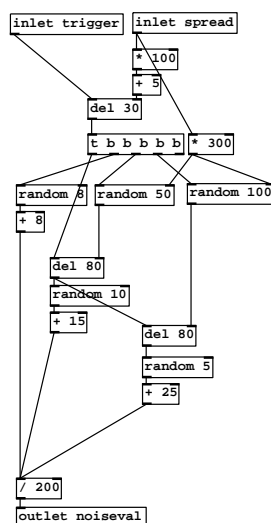 inlet trigger
inlet spread
* 100
+ 5
del 30
t b b b b b
* 300
random 8
random 50
random 100
+ 8
del 80
random 10
+ 15
del 80
random 5
+ 25
/ 200
outlet noiseval